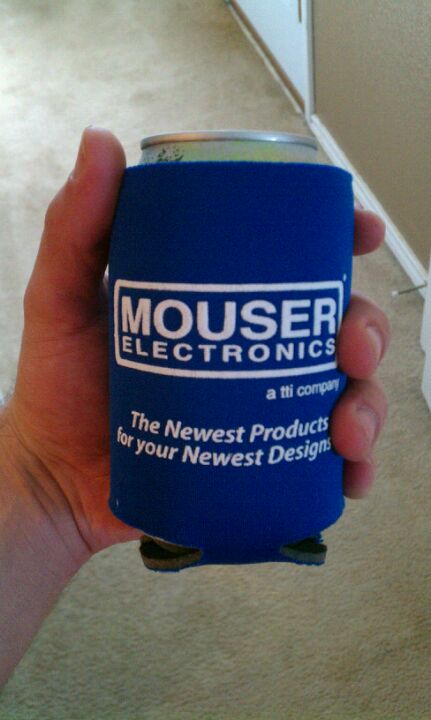 MOUSER
ELECTRONICS
a tti company
The Newest Products
for your Newest Designs